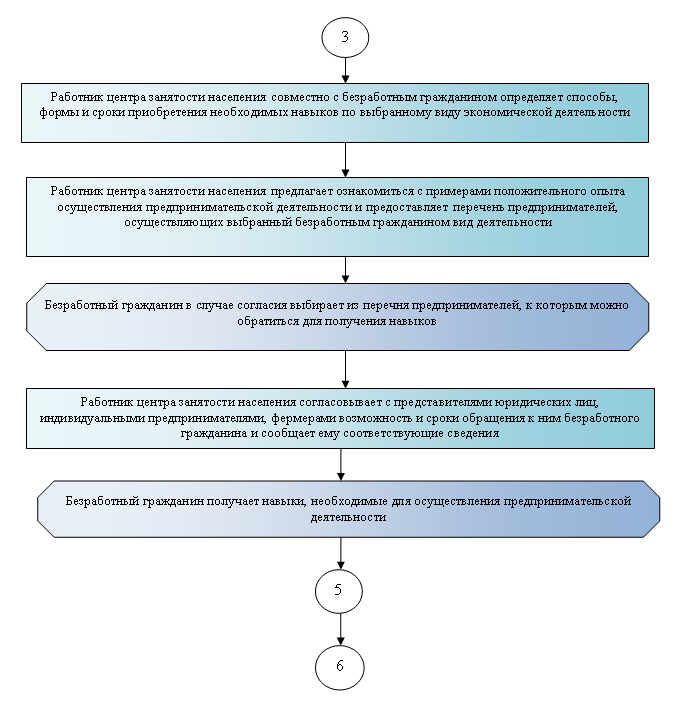 3
Работник центра занятости населения совместно с безработным гражданином определяет способы,
формы и сроки приобретения необходимых навыков по выбранному виду экономической деятельности
Работник центра занятости населения предлагает ознакомиться с примерами положительного опыта
осуществления предпринимательской деятельности и предоставляет перечень предпринимателей,
осуществляющих выбранный безработным гражданином вид деятельности
Безработный гражданин в случае согласия выбирает из перечня предпринимателей, к которым можно
обратиться для получения навыков
Работник центра занятости населения согласовывает с представителями юридических лиц,
индивидуальными предпринимателями, фермерами возможность и сроки обращения к ним безработного
гражданина и сообщает ему соответствующие сведения
Безработный гражданин получает навыки, необходимые для осуществления предпринимательской
деятельности
5
6